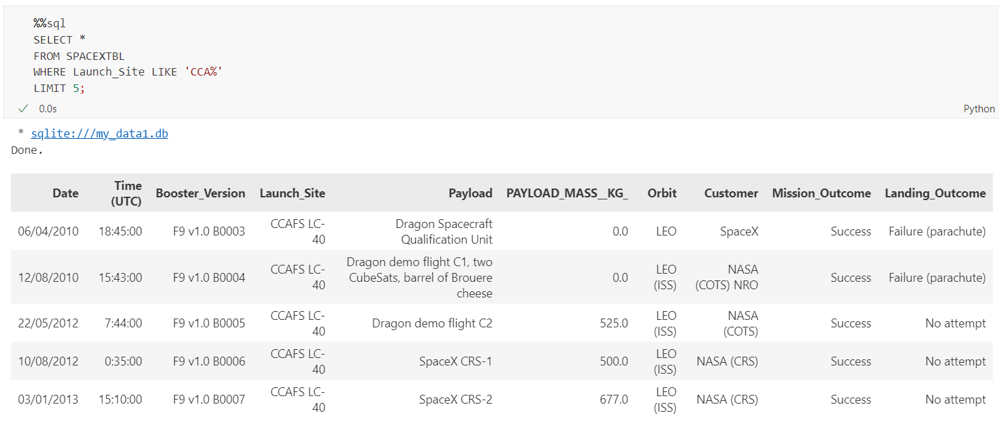 %%sql
SELECT *
FROM SPACEXTBL
WHERE Launch_Site LIKE 'CCA%'
LIMIT 5;
✓ 0.0s Python
* sqlite:///my_data1.db
Done.
Date Time (UTC) Booster_Version Launch_Site Payload PAYLOAD_MASS__KG_ Orbit Customer Mission_Outcome Landing_Outcome
06/04/2010 18:45:00 F9 v1.0 B0003 CCAFS LC-40 Dragon Spacecraft Qualification Unit 0.0 LEO SpaceX Success Failure (parachute)
12/08/2010 15:43:00 F9 v1.0 B0004 CCAFS LC-40 Dragon demo flight C1, two CubeSats, barrel of Brouere cheese 0.0 LEO (ISS) NASA (COTS) NRO Success Failure (parachute)
22/05/2012 7:44:00 F9 v1.0 B0005 CCAFS LC-40 Dragon demo flight C2 525.0 LEO (ISS) NASA (COTS) Success No attempt
10/08/2012 0:35:00 F9 v1.0 B0006 CCAFS LC-40 SpaceX CRS-1 500.0 LEO (ISS) NASA (CRS) Success No attempt
03/01/2013 15:10:00 F9 v1.0 B0007 CCAFS LC-40 SpaceX CRS-2 677.0 LEO (ISS) NASA (CRS) Success No attempt